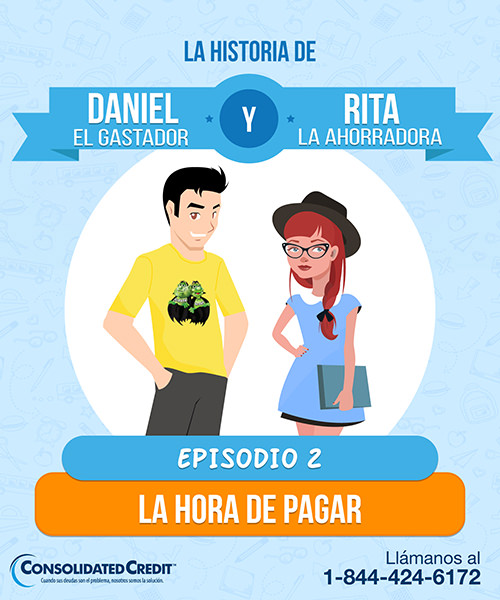 LA HISTORIA DE
DANIEL Y RITA
EL GASTADOR LA AHORRADORA
EPISODIO 2
LA HORA DE PAGAR
CONSOLIDATED CREDIT™
Cuando sus deudas son el problema, nosotros somos la solución.
Llámanos al
1-844-424-6172